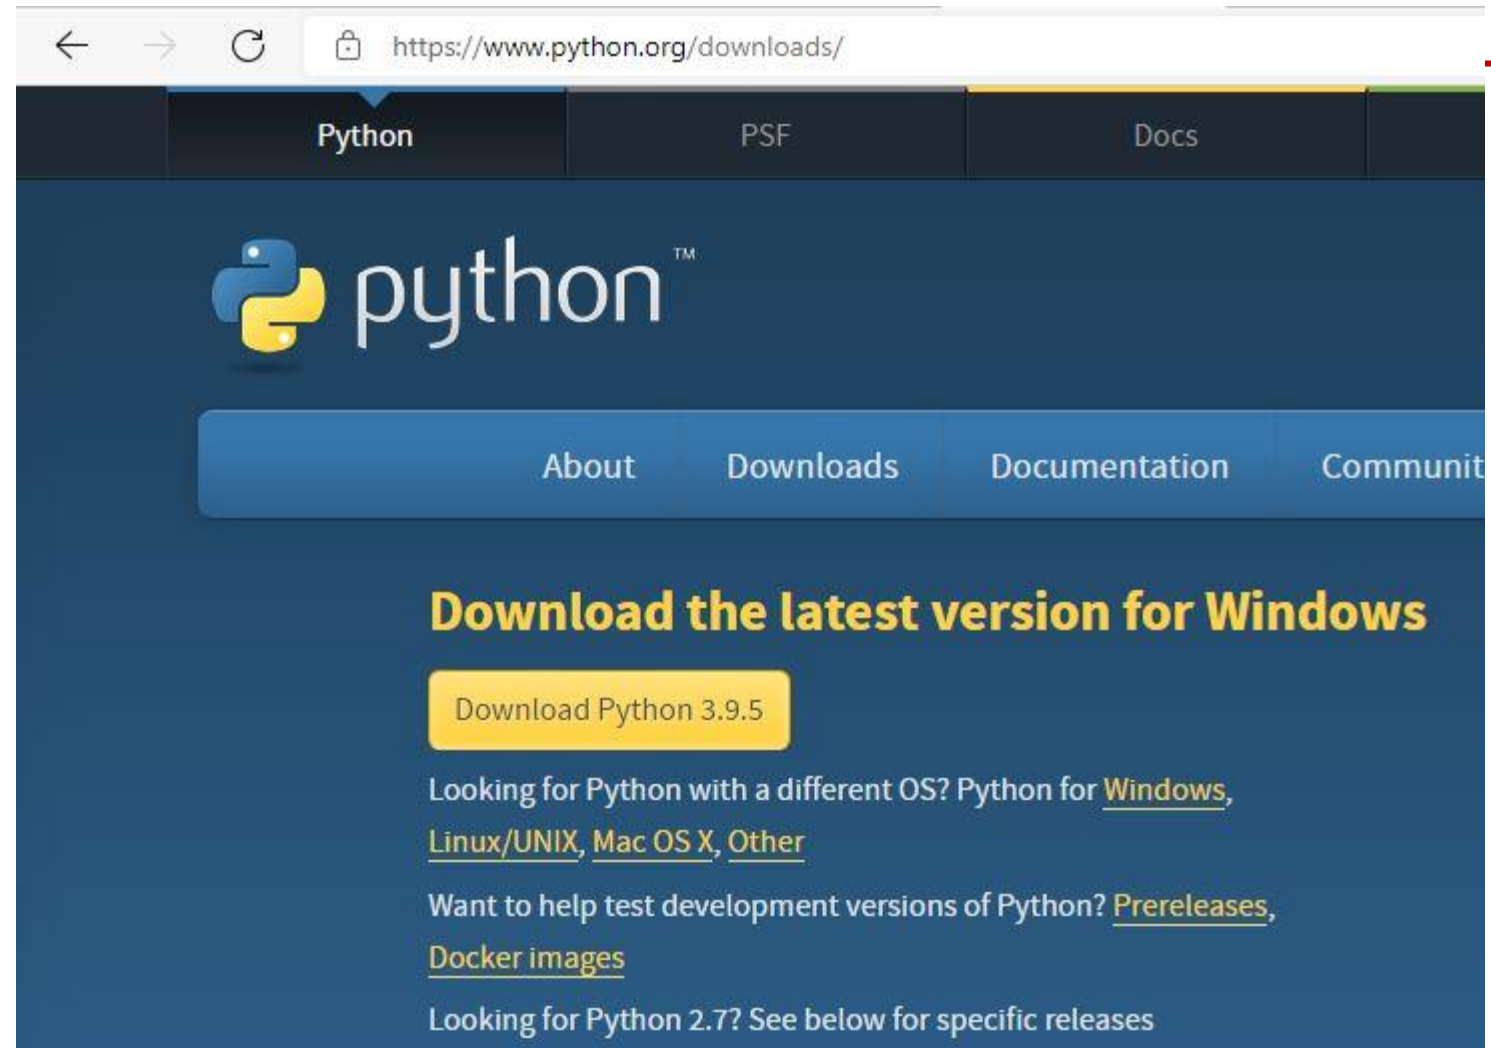 https://www.python.org/downloads/
Python PSF Docs
python™
About Downloads Documentation Communit
Download the latest version for Windows
Download Python 3.9.5
Looking for Python with a different OS? Python for Windows,
Linux/UNIX, Mac OS X, Other
Want to help test development versions of Python? Prereleases,
Docker images
Looking for Python 2.7? See below for specific releases